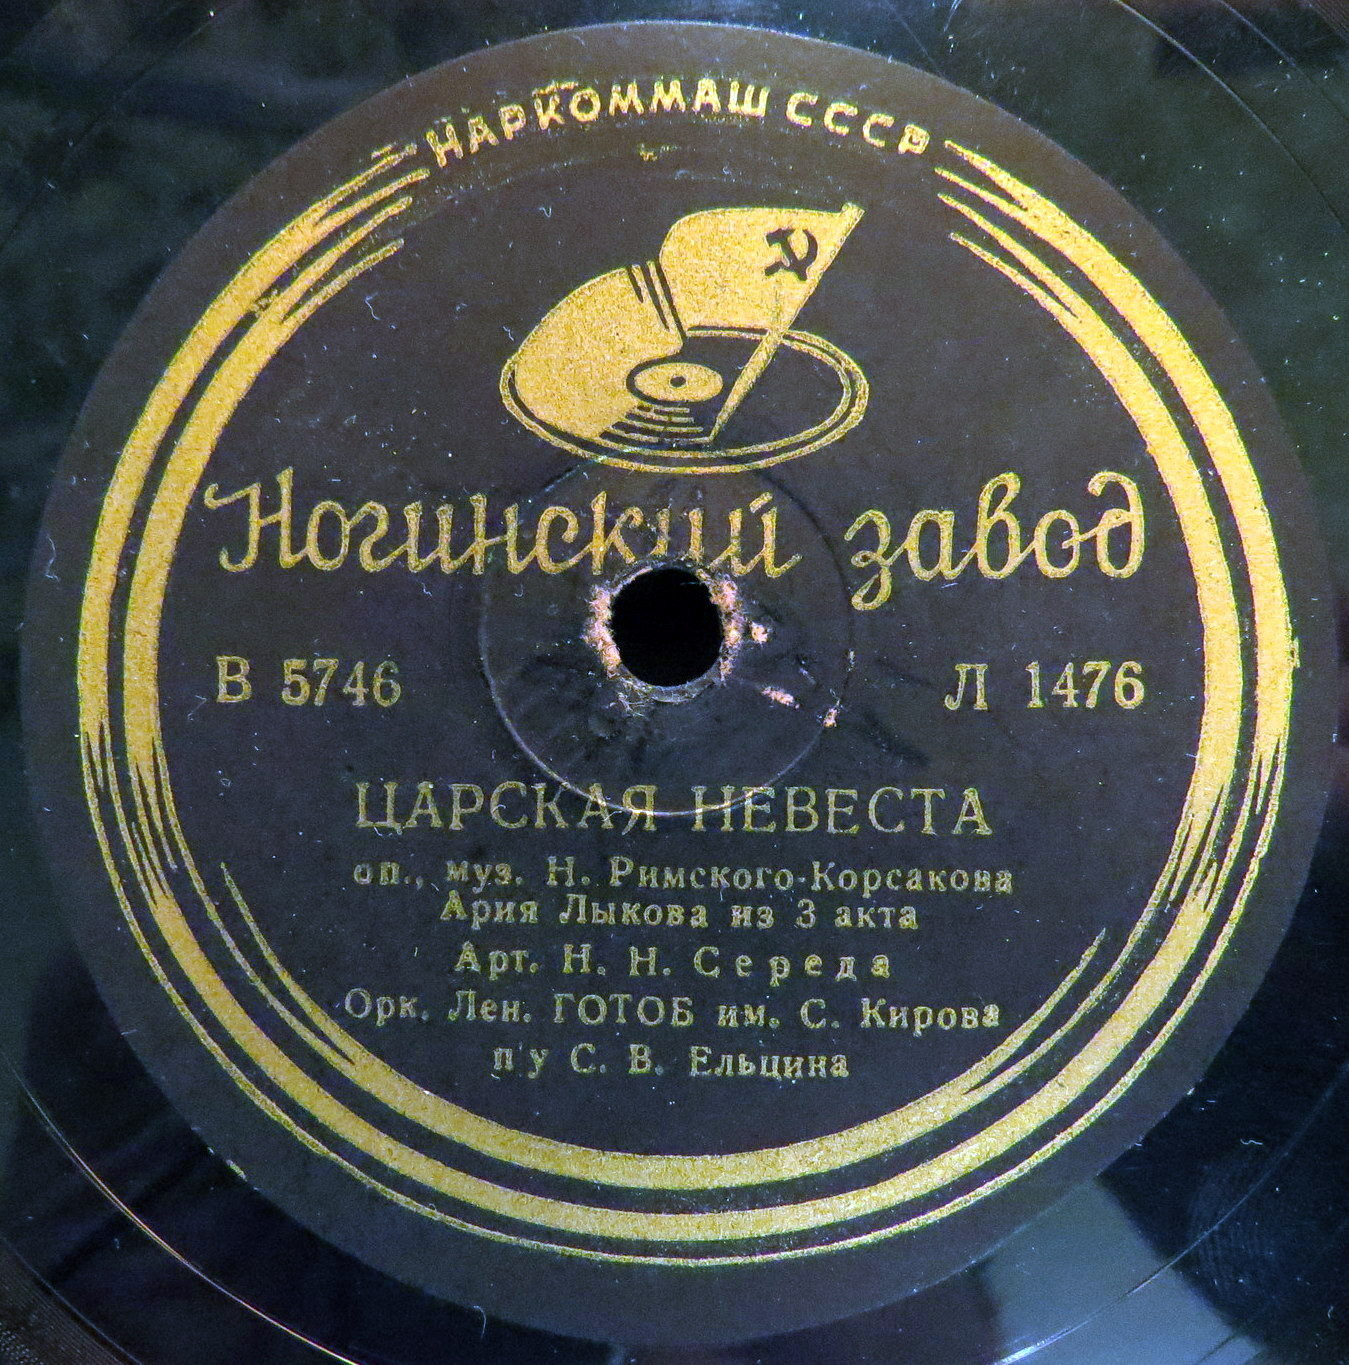 НАРКОММАШ СССР
Ногинский завод
В 5746
Л 1476
ЦАРСКАЯ НЕВЕСТА
оп., муз. Н. Римского-Корсакова
Ария Лыкова из 3 акта
Арт. Н. Н. Середа
Орк. Лен. ГОТОБ им. С. Кирова
п/у С. В. Ельцина